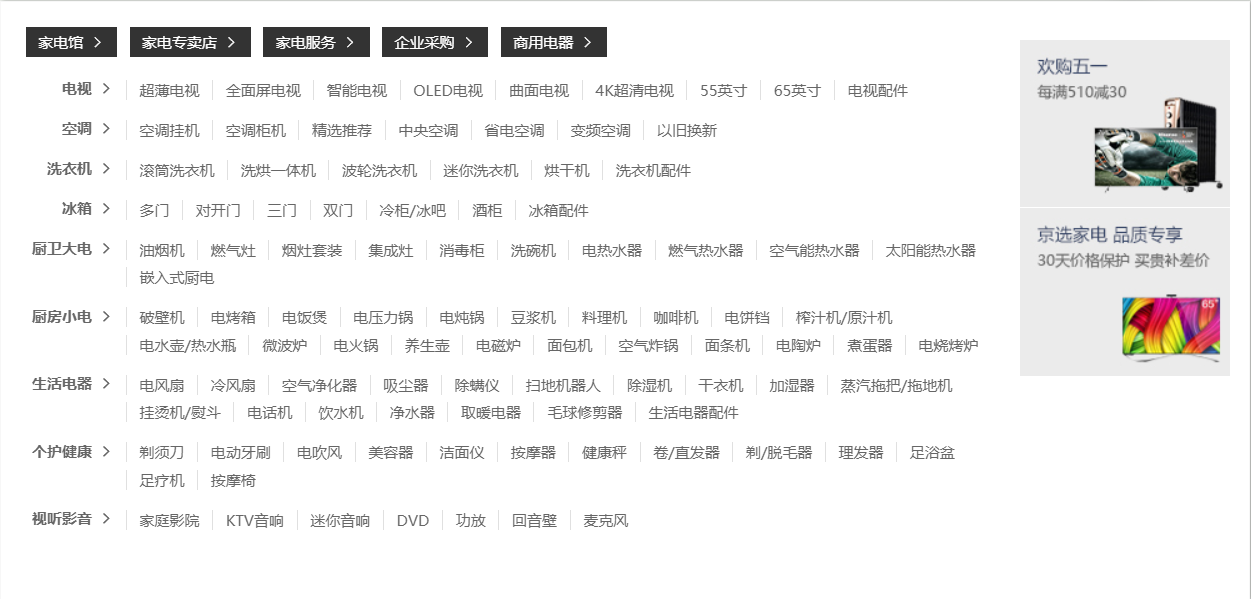 家电馆 家电专卖店 家电服务 企业采购 商用电器
电视 超薄电视 全面屏电视 智能电视 OLED电视 曲面电视 4K超清电视 55英寸 65英寸 电视配件
空调 空调挂机 空调柜机 精选推荐 中央空调 省电空调 变频空调 以旧换新
洗衣机 滚筒洗衣机 洗烘一体机 波轮洗衣机 迷你洗衣机 烘干机 洗衣机配件
冰箱 多门 对开门 三门 双门 冷柜/冰吧 酒柜 冰箱配件
厨卫大电 油烟机 燃气灶 烟灶套装 集成灶 消毒柜 洗碗机 电热水器 燃气热水器 空气能热水器 太阳能热水器
嵌入式厨电
厨房小电 破壁机 电烤箱 电饭煲 电压力锅 电炖锅 豆浆机 料理机 咖啡机 电饼铛 榨汁机/原汁机
电水壶/热水瓶 微波炉 电火锅 养生壶 电磁炉 面包机 空气炸锅 面条机 电陶炉 煮蛋器 电烧烤炉
生活电器 电风扇 冷风扇 空气净化器 吸尘器 除螨仪 扫地机器人 除湿机 干衣机 加湿器 蒸汽拖把/拖地机
挂烫机/熨斗 电话机 饮水机 净水器 取暖电器 毛球修剪器 生活电器配件
个护健康 剃须刀 电动牙刷 电吹风 美容器 洁面仪 按摩器 健康秤 卷/直发器 剃/脱毛器 理发器 足浴盆
足疗机 按摩椅
视听影音 家庭影院 KTV音响 迷你音响 DVD 功放 回音壁 麦克风
欢购五一
每满510减30
京选家电 品质专享
30天价格保护 买贵补差价
65"